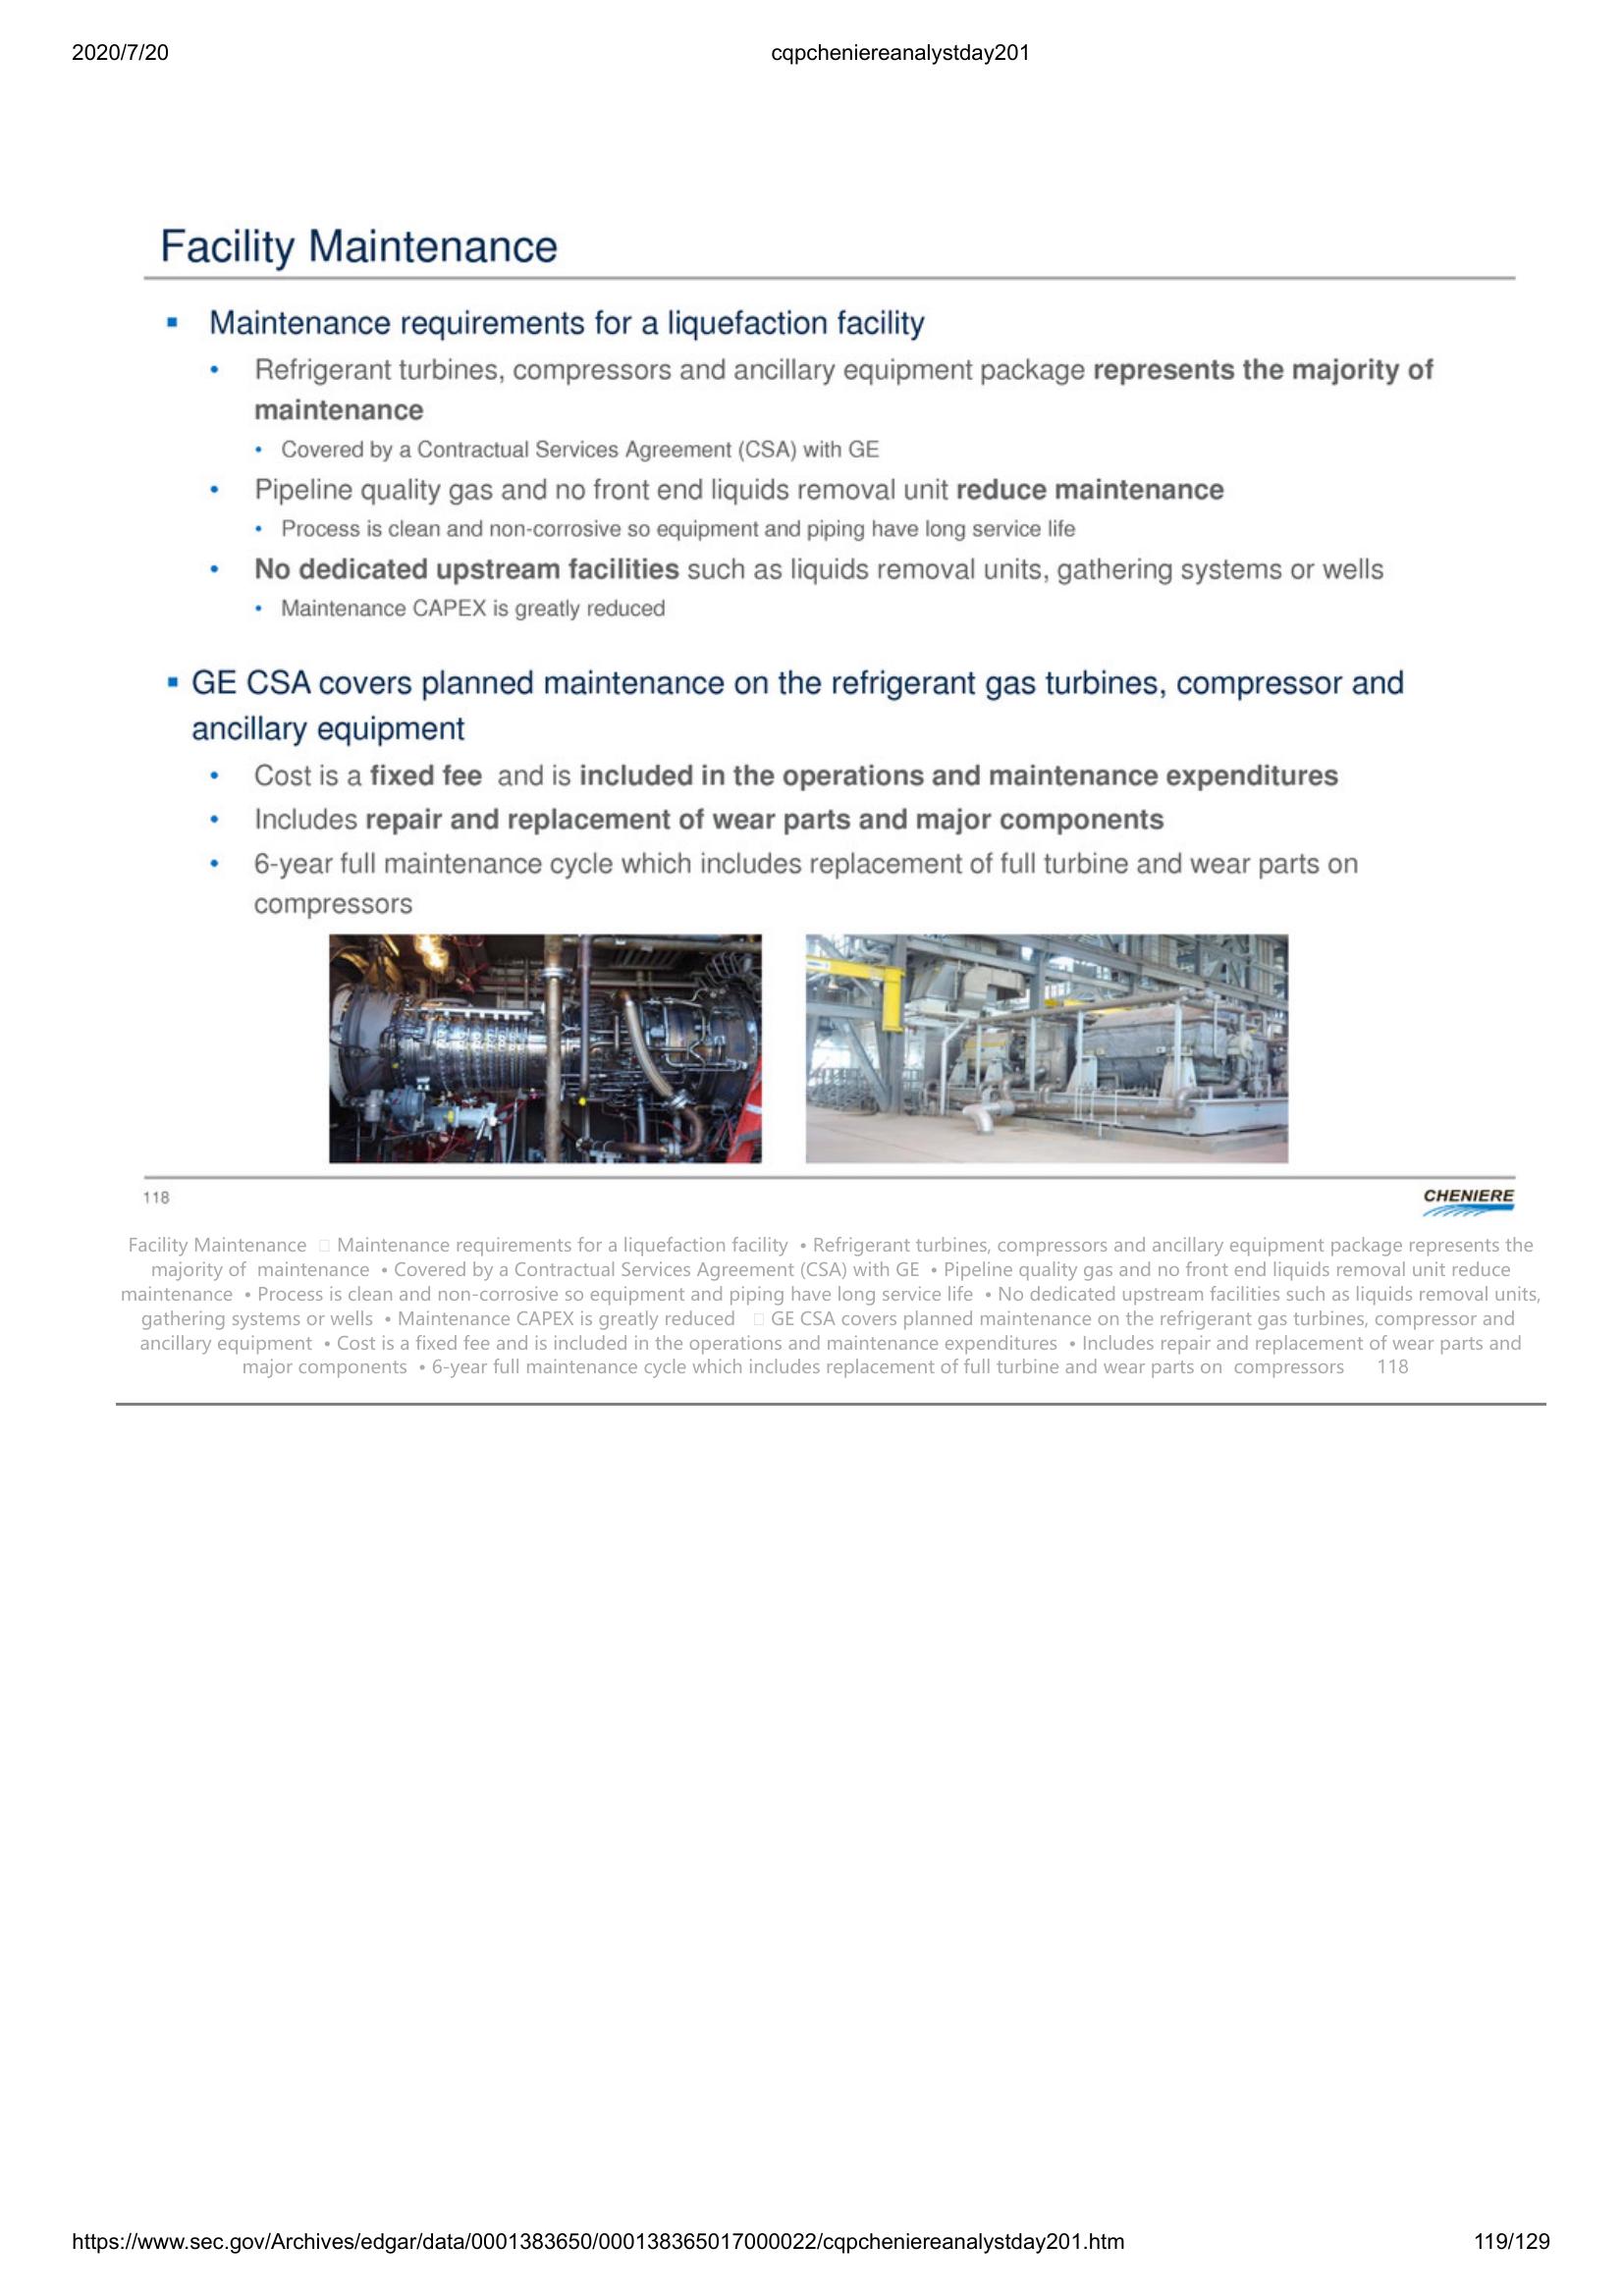 2020/7/20 cqpcheniereanalystday201
Facility Maintenance
▪ Maintenance requirements for a liquefaction facility
• Refrigerant turbines, compressors and ancillary equipment package represents the majority of
maintenance
• Covered by a Contractual Services Agreement (CSA) with GE
• Pipeline quality gas and no front end liquids removal unit reduce maintenance
• Process is clean and non-corrosive so equipment and piping have long service life
• No dedicated upstream facilities such as liquids removal units, gathering systems or wells
• Maintenance CAPEX is greatly reduced
▪ GE CSA covers planned maintenance on the refrigerant gas turbines, compressor and
ancillary equipment
• Cost is a fixed fee and is included in the operations and maintenance expenditures
• Includes repair and replacement of wear parts and major components
• 6-year full maintenance cycle which includes replacement of full turbine and wear parts on
compressors
118 CHENIERE
Facility Maintenance  Maintenance requirements for a liquefaction facility • Refrigerant turbines, compressors and ancillary equipment package represents the
majority of maintenance • Covered by a Contractual Services Agreement (CSA) with GE • Pipeline quality gas and no front end liquids removal unit reduce
maintenance • Process is clean and non-corrosive so equipment and piping have long service life • No dedicated upstream facilities such as liquids removal units,
gathering systems or wells • Maintenance CAPEX is greatly reduced  GE CSA covers planned maintenance on the refrigerant gas turbines, compressor and
ancillary equipment • Cost is a fixed fee and is included in the operations and maintenance expenditures • Includes repair and replacement of wear parts and
major components • 6-year full maintenance cycle which includes replacement of full turbine and wear parts on compressors 118
https://www.sec.gov/Archives/edgar/data/0001383650/000138365017000022/cqpcheniereanalystday201.htm 119/129